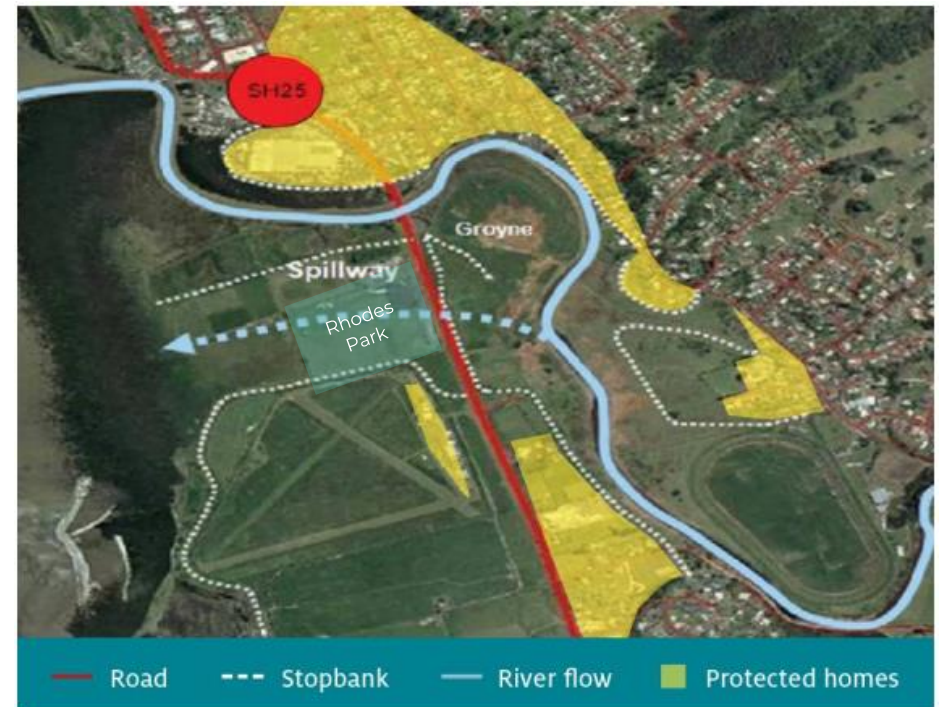 SH25
Groyne
Spillway
Rhodes
Park
Road
Stopbank
River flow
Protected homes